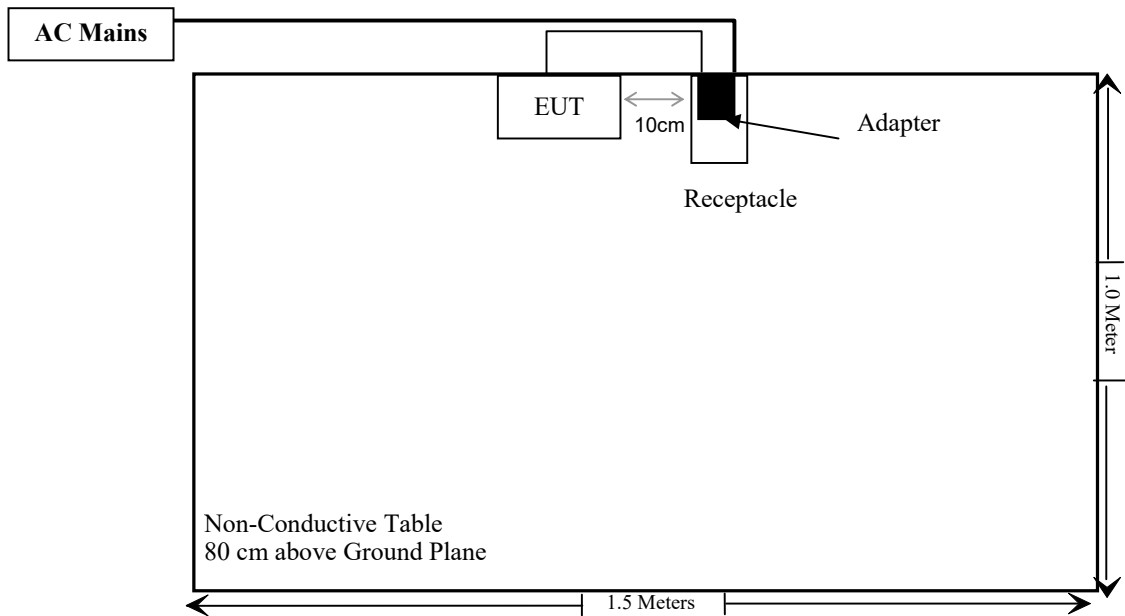 AC Mains
EUT
10cm
Adapter
Receptacle
1.0 Meter
Non-Conductive Table
80 cm above Ground Plane
1.5 Meters